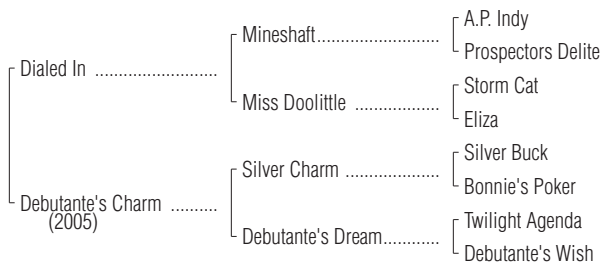 A.P. Indy
Mineshaft....................
Prospectors Delite
Dialed In ............................
Storm Cat
Miss Doolittle ....................
Eliza
Silver Buck
Silver Charm ......................
Bonnie's Poker
Debutante's Charm ...........
(2005)
Twilight Agenda
Debutante's Dream.............
Debutante's Wish